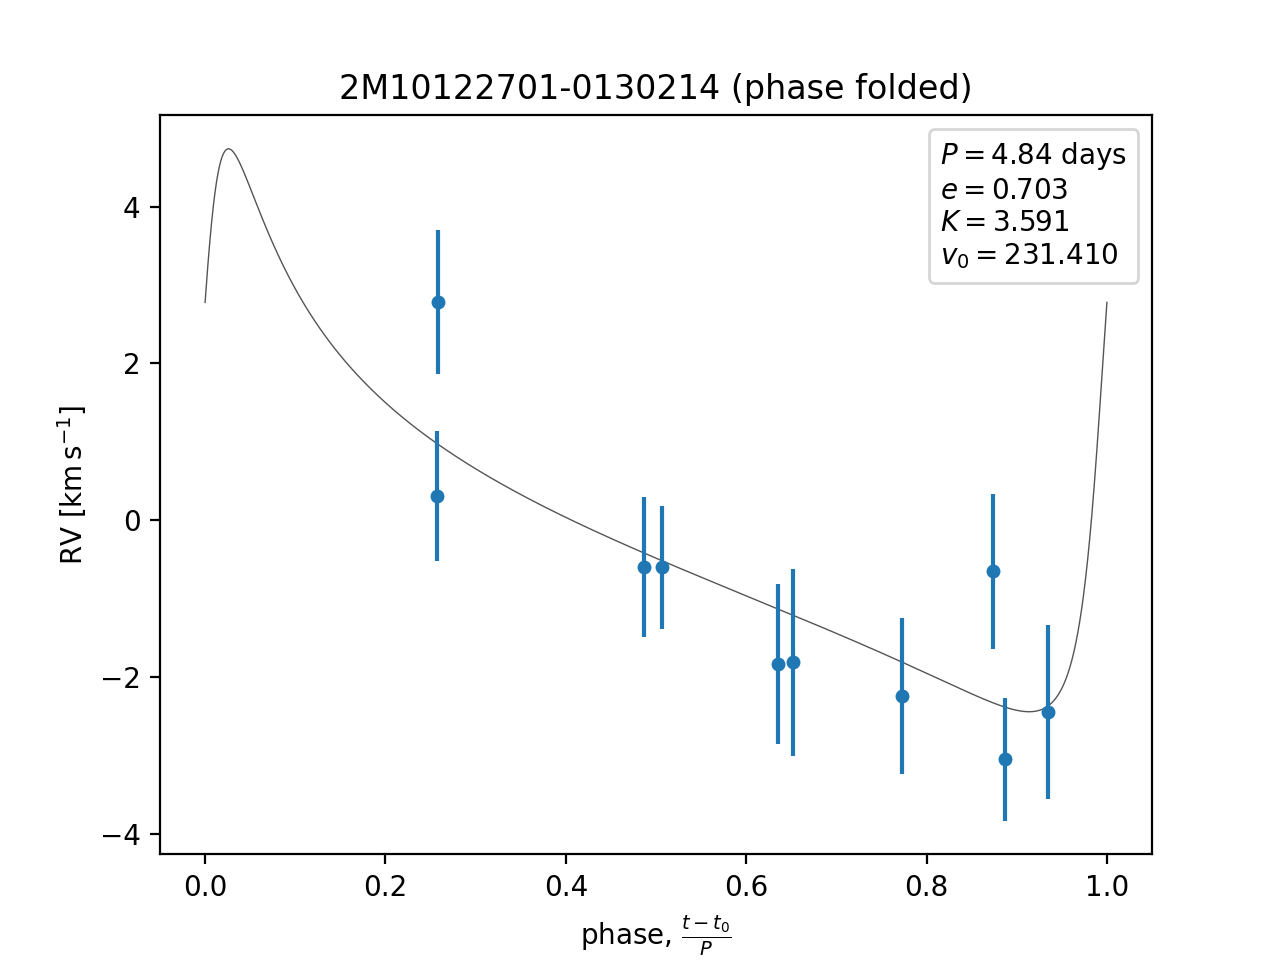 2M10122701-0130214 (phase folded)
P = 4.84 days
e = 0.703
K = 3.591
v₀ = 231.410
RV [km s⁻¹]
4
2
0
−2
−4
0.0 0.2 0.4 0.6 0.8 1.0
phase, (t − t₀)/P